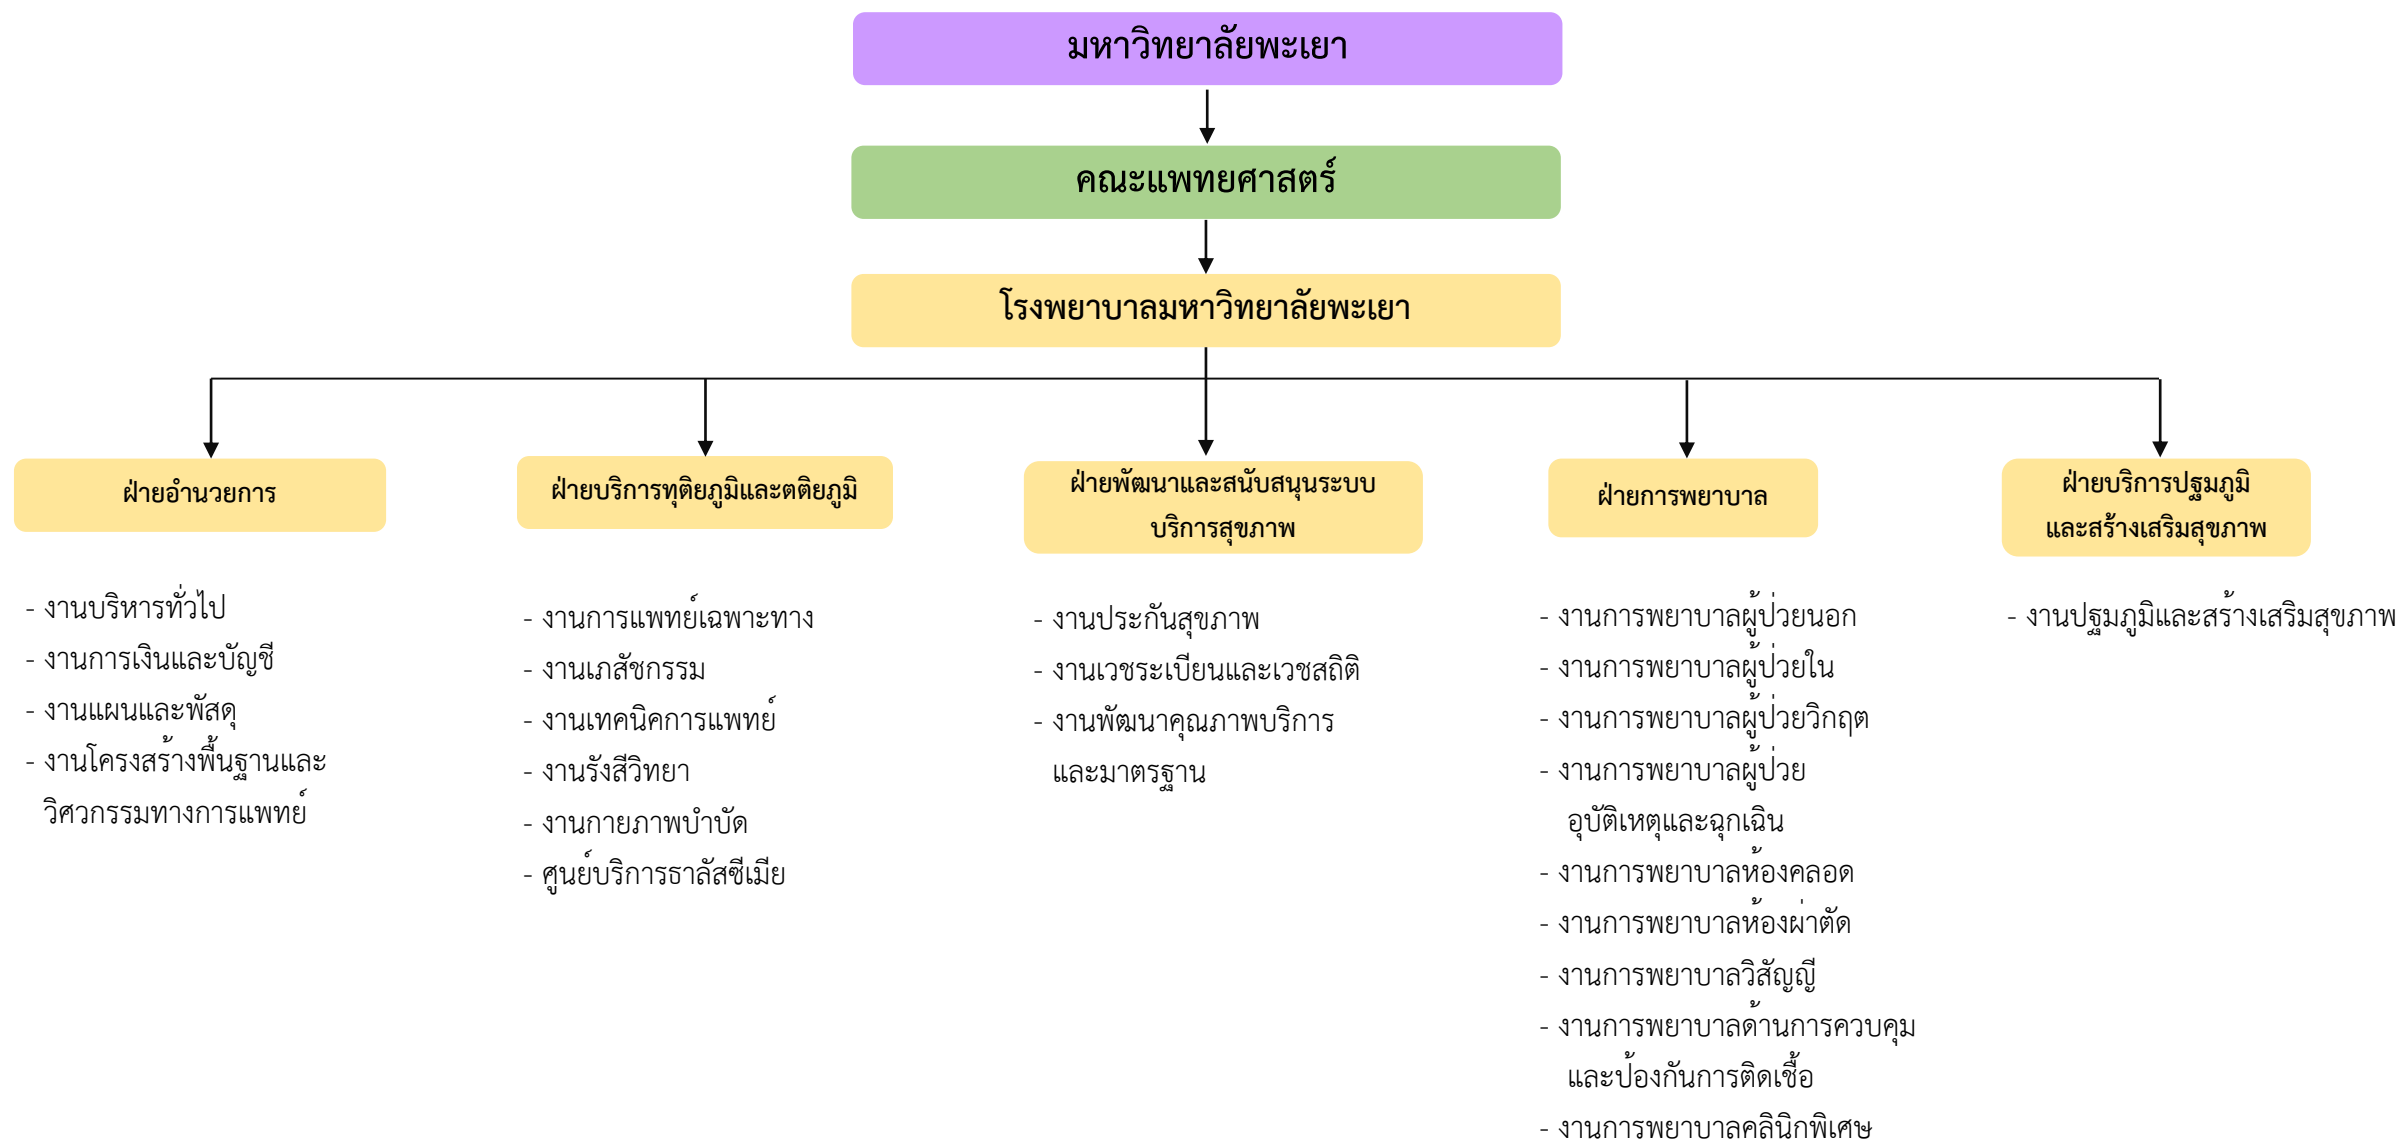 มหาวิทยาลัยพะเยา
คณะแพทยศาสตร์
โรงพยาบาลมหาวิทยาลัยพะเยา
ฝ่ายอำนวยการ
- งานบริหารทั่วไป
- งานการเงินและบัญชี
- งานแผนและพัสดุ
- งานโครงสร้างพื้นฐานและ
วิศวกรรมทางการแพทย์
ฝ่ายบริการทุติยภูมิและตติยภูมิ
- งานการแพทย์เฉพาะทาง
- งานเภสัชกรรม
- งานเทคนิคการแพทย์
- งานรังสีวิทยา
- งานกายภาพบำบัด
- ศูนย์บริการธาลัสซีเมีย
ฝ่ายพัฒนาและสนับสนุนระบบ
บริการสุขภาพ
- งานประกันสุขภาพ
- งานเวชระเบียนและเวชสถิติ
- งานพัฒนาคุณภาพบริการ
และมาตรฐาน
ฝ่ายการพยาบาล
- งานการพยาบาลผู้ป่วยนอก
- งานการพยาบาลผู้ป่วยใน
- งานการพยาบาลผู้ป่วยวิกฤต
- งานการพยาบาลผู้ป่วย
อุบัติเหตุและฉุกเฉิน
- งานการพยาบาลห้องคลอด
- งานการพยาบาลห้องผ่าตัด
- งานการพยาบาลวิสัญญี
- งานการพยาบาลด้านการควบคุม
และป้องกันการติดเชื้อ
- งานการพยาบาลคลินิกพิเศษ
ฝ่ายบริการปฐมภูมิ
และสร้างเสริมสุขภาพ
- งานปฐมภูมิและสร้างเสริมสุขภาพ